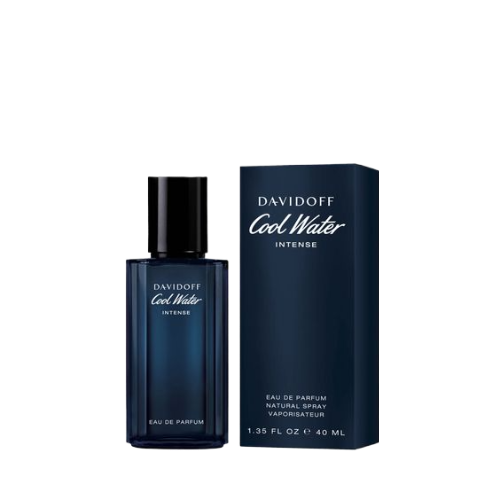 DAVIDOFF
Cool Water
INTENSE
EAU DE PARFUM
DAVIDOFF
Cool Water
INTENSE
EAU DE PARFUM
NATURAL SPRAY
VAPORISATEUR
1.35 FL OZ ℮ 40 ML